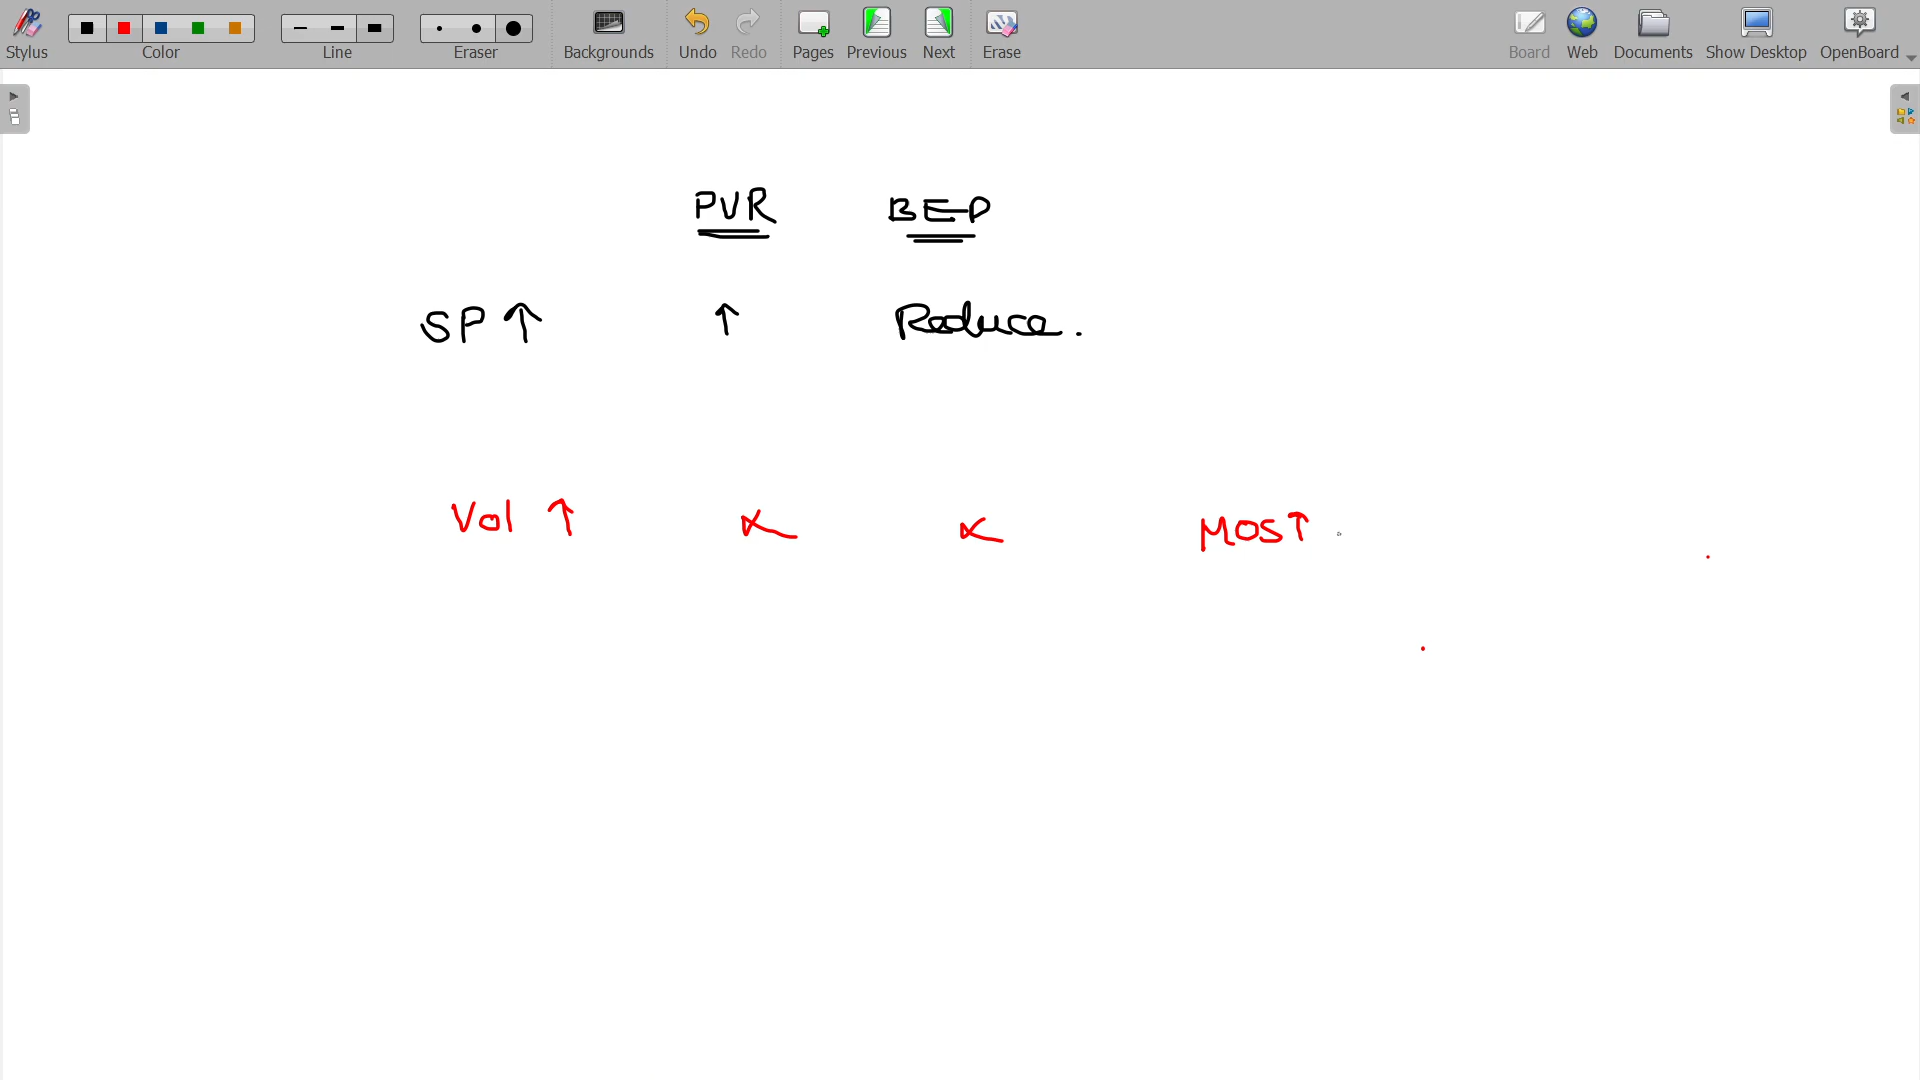 Stylus Color Line Eraser Backgrounds Undo Redo Pages Previous Next Erase Board Web Documents Show Desktop OpenBoard
PVR BEP
SP ↑ ↑ Reduce.
Vol ↑ MOS↑